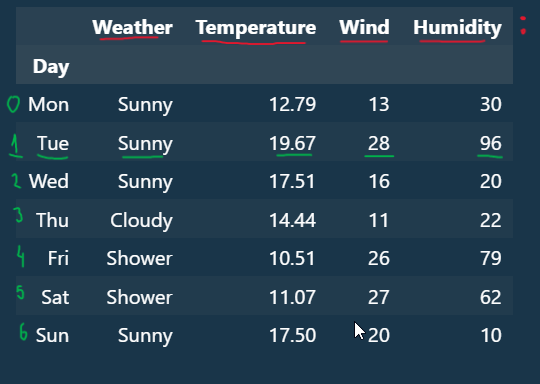 Weather Temperature Wind Humidity :
Day
0 Mon Sunny 12.79 13 30
1 Tue Sunny 19.67 28 96
2 Wed Sunny 17.51 16 20
3 Thu Cloudy 14.44 11 22
4 Fri Shower 10.51 26 79
5 Sat Shower 11.07 27 62
6 Sun Sunny 17.50 20 10